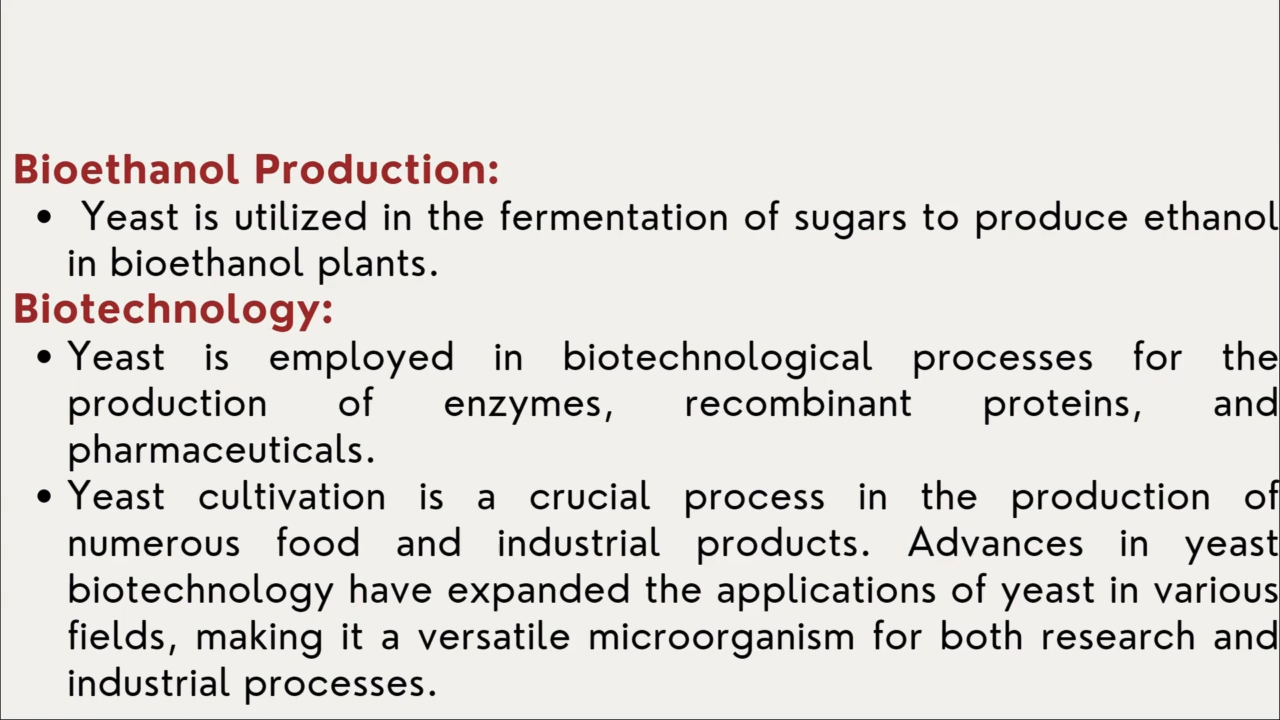 Bioethanol Production:
• Yeast is utilized in the fermentation of sugars to produce ethanol
in bioethanol plants.
Biotechnology:
• Yeast is employed in biotechnological processes for the
production of enzymes, recombinant proteins, and
pharmaceuticals.
• Yeast cultivation is a crucial process in the production of
numerous food and industrial products. Advances in yeast
biotechnology have expanded the applications of yeast in various
fields, making it a versatile microorganism for both research and
industrial processes.